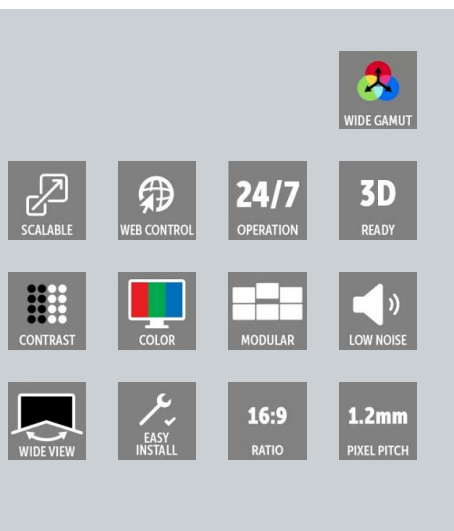 WIDE GAMUT
SCALABLE
WEB CONTROL
24/7
OPERATION
3D
READY
CONTRAST
COLOR
MODULAR
LOW NOISE
WIDE VIEW
EASY
INSTALL
16:9
RATIO
1.2mm
PIXEL PITCH